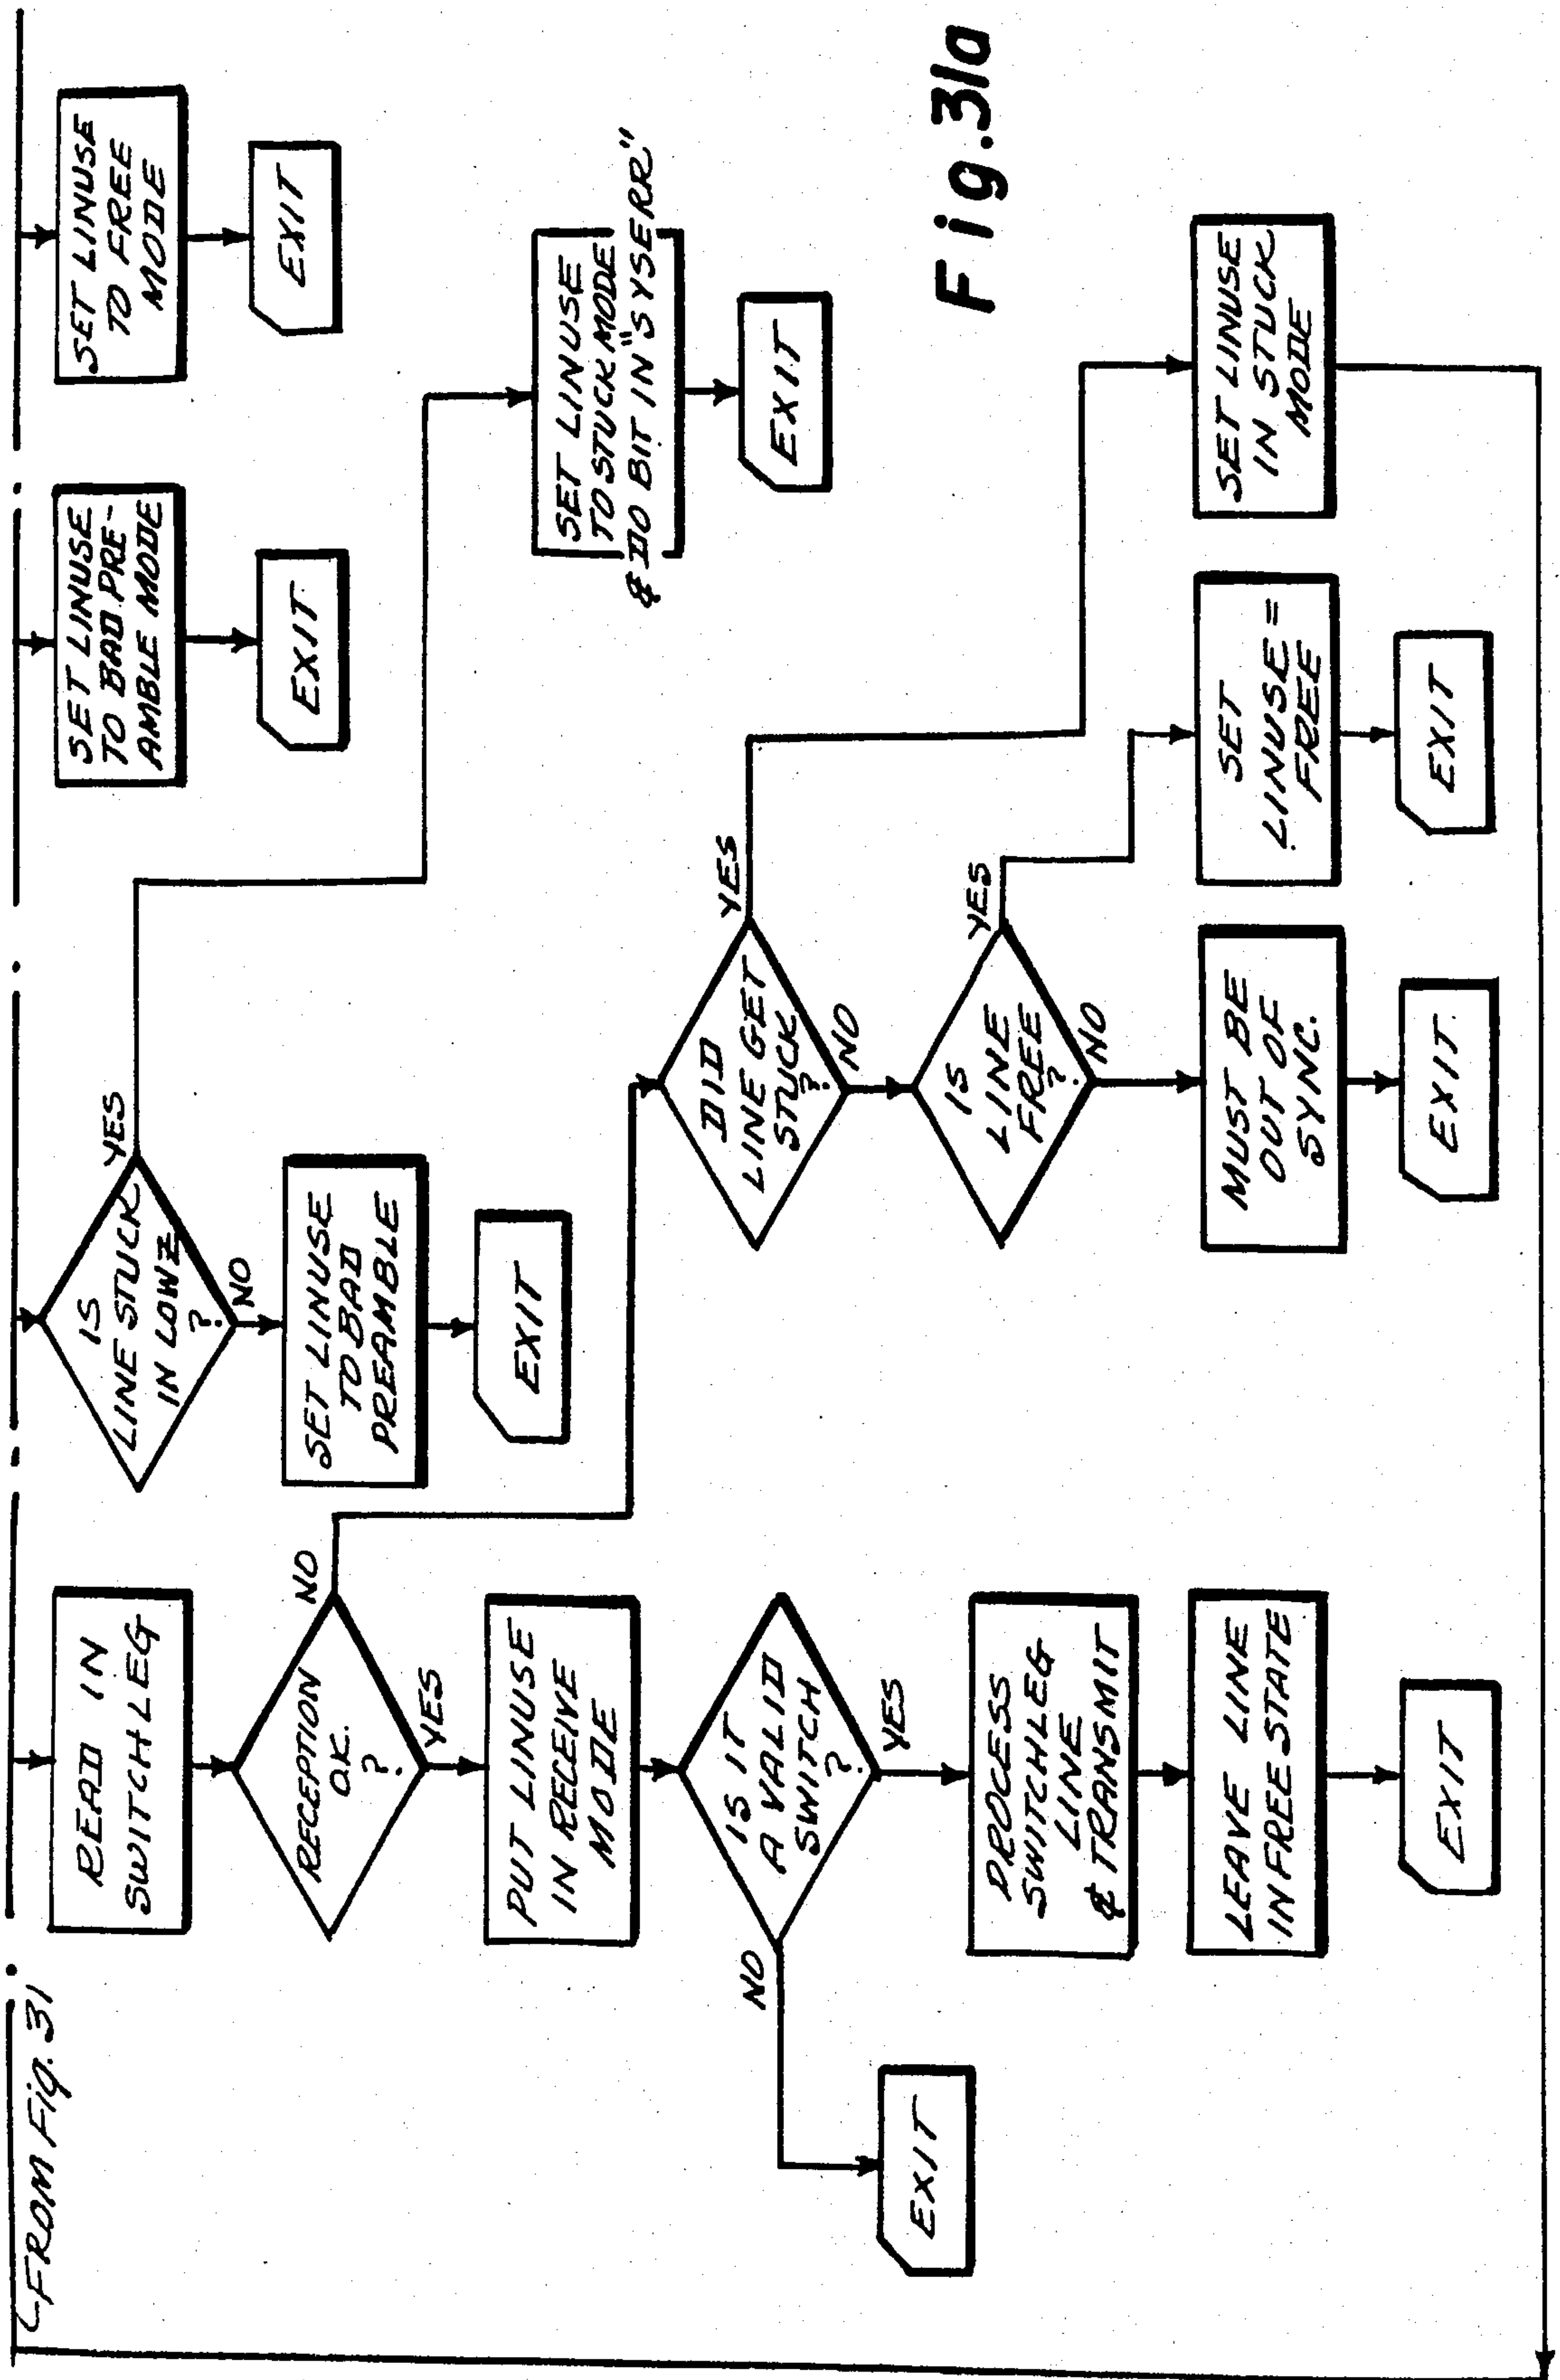 FROM Fig. 31
READ IN
SWITCHLEG
RECEPTION
O.K.
?
NO
YES
PUT LINUSE
IN RECEIVE
MODE
IS IT
A VALID
SWITCH
?
NO
EXIT
YES
PROCESS
SWITCHLEG
LINE
& TRANSMIT
LEAVE LINE
IN FREE STATE
EXIT
IS
LINE STUCK
IN LOW Z
?
YES
NO
SET LINUSE
TO BAD
PREAMBLE
EXIT
DID
LINE GET
STUCK
?
YES
NO
IS
LINE
FREE
?
YES
NO
MUST BE
OUT OF
SYNC.
EXIT
SET
LINUSE =
FREE
EXIT
SET LINUSE
IN STUCK
MODE
SET LINUSE
TO BAD PRE-
AMBLE MODE
EXIT
SET LINUSE
TO STUCK MODE
& DO BIT IN "SYSERR"
EXIT
SET LINUSE
TO FREE
MODE
EXIT
Fig. 31a